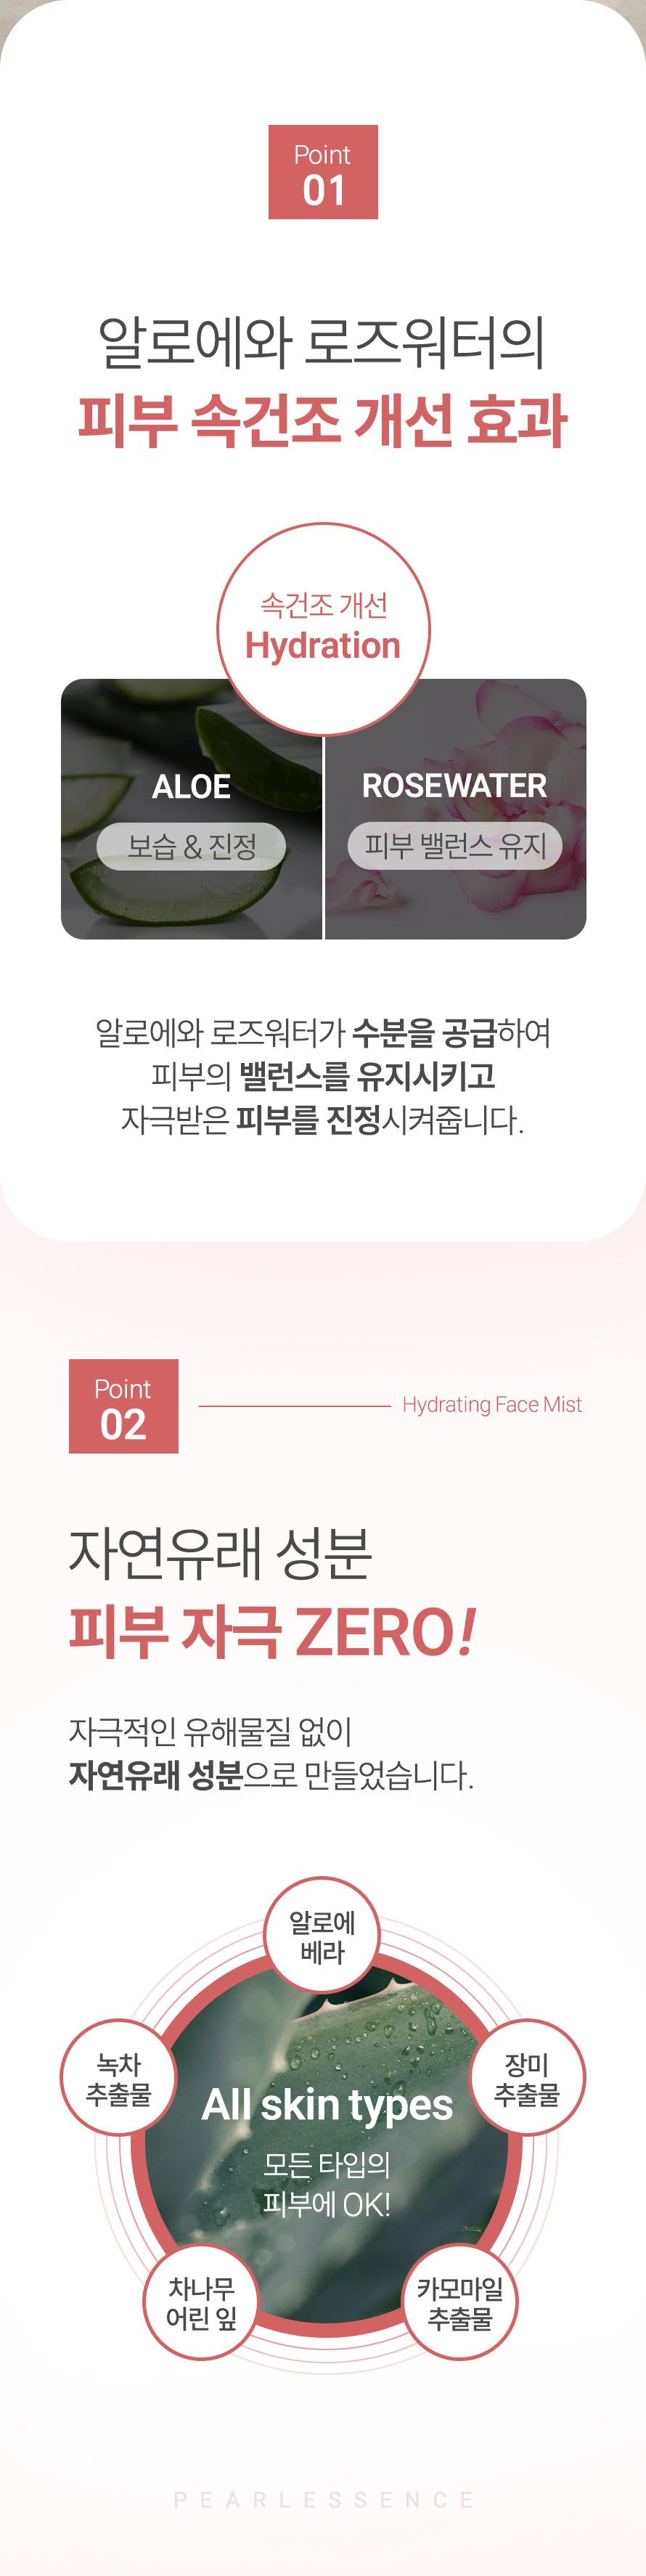 Point
01
알로에와 로즈워터의
피부 속건조 개선 효과
속건조 개선
Hydration
ALOE
보습 & 진정
ROSEWATER
피부 밸런스 유지
알로에와 로즈워터가 수분을 공급하여
피부의 밸런스를 유지시키고
자극받은 피부를 진정시켜줍니다.
Point
02
Hydrating Face Mist
자연유래 성분
피부 자극 ZERO!
자극적인 유해물질 없이
자연유래 성분으로 만들었습니다.
알로에
베라
녹차
추출물
장미
추출물
All skin types
모든 타입의
피부에 OK!
차나무
어린 잎
카모마일
추출물
PEARLESSENCE